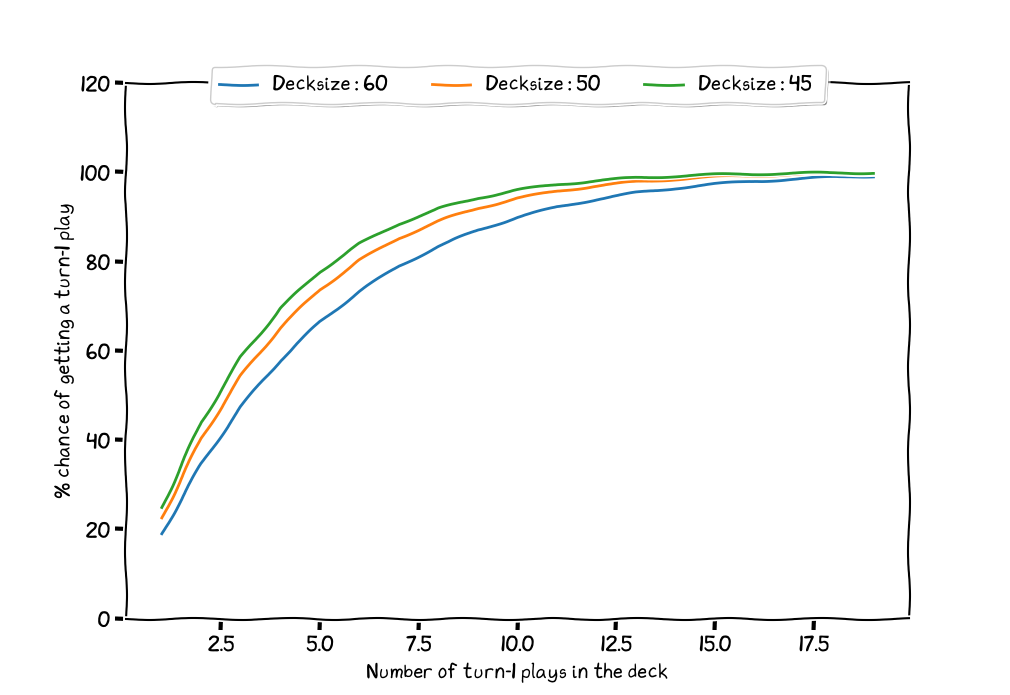 Decksize : 60 Decksize : 50 Decksize : 45
120
100
80
60
40
20
0
% chance of getting a turn-1 play
2.5 5.0 7.5 10.0 12.5 15.0 17.5
Number of turn-1 plays in the deck